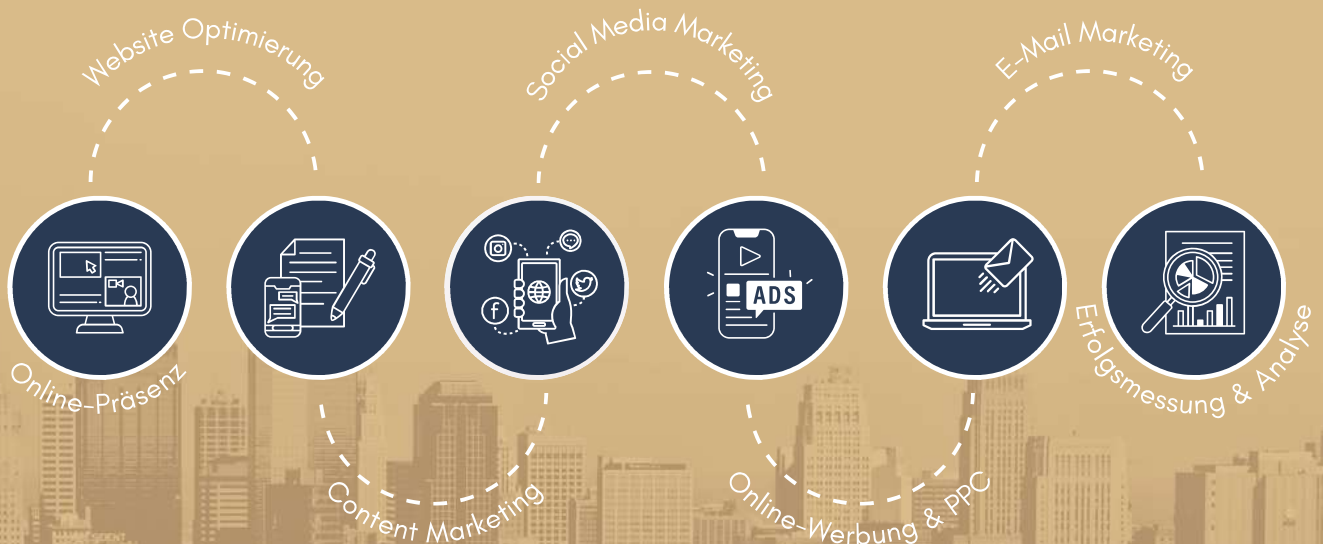 Website Optimierung
Social Media Marketing
E-Mail Marketing
ADS
f
Online-Präsenz
Erfolgsmessung & Analyse
Content Marketing
Online-Werbung & PPC